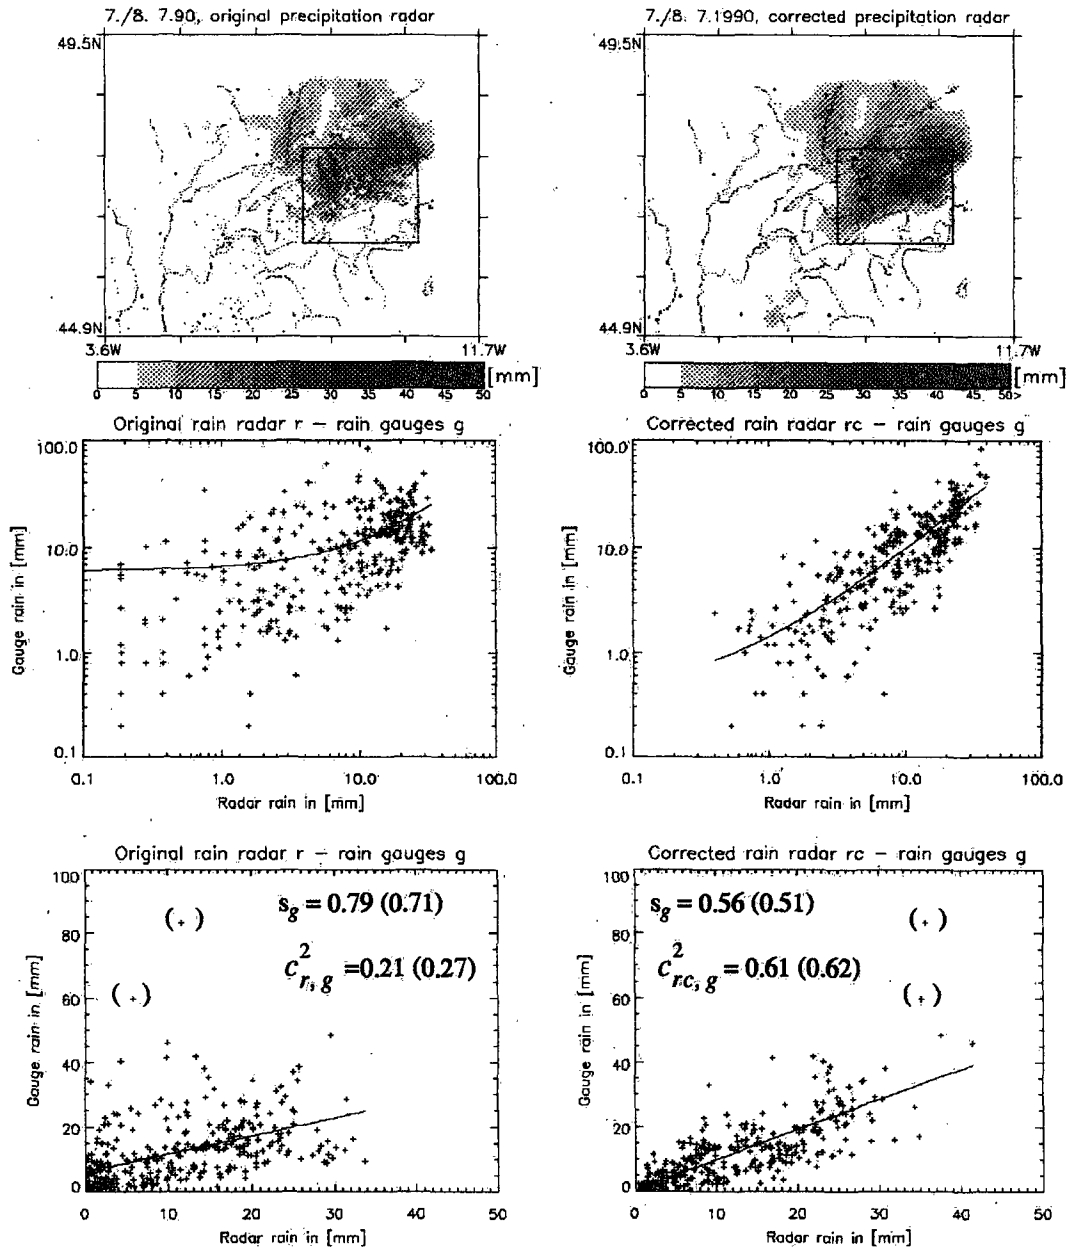 7./8. 7.90, original precipitation radar
49.5N
44.9N
3.6W 11.7W
0 5 10 15 20 25 30 35 40 45 50 [mm]
7./8. 7.1990, corrected precipitation radar
49.5N
44.9N
3.6W 11.7W
0 5 10 15 20 25 30 35 40 45 50> [mm]
Original rain radar r – rain gauges g
100.0
10.0
1.0
0.1
Gauge rain in [mm]
0.1 1.0 10.0 100.0
Radar rain in [mm]
Corrected rain radar rc – rain gauges g
100.0
10.0
1.0
0.1
Gauge rain in [mm]
0.1 1.0 10.0 100.0
Radar rain in [mm]
Original rain radar r – rain gauges g
s_g = 0.79 (0.71)
c²_{r, g} =0.21 (0.27)
100
80
60
40
20
0
Gauge rain in [mm]
0 10 20 30 40 50
Radar rain in [mm]
Corrected rain radar rc – rain gauges g
s_g = 0.56 (0.51)
c²_{rc, g} = 0.61 (0.62)
100
80
60
40
20
0
Gauge rain in [mm]
0 10 20 30 40 50
Radar rain in [mm]